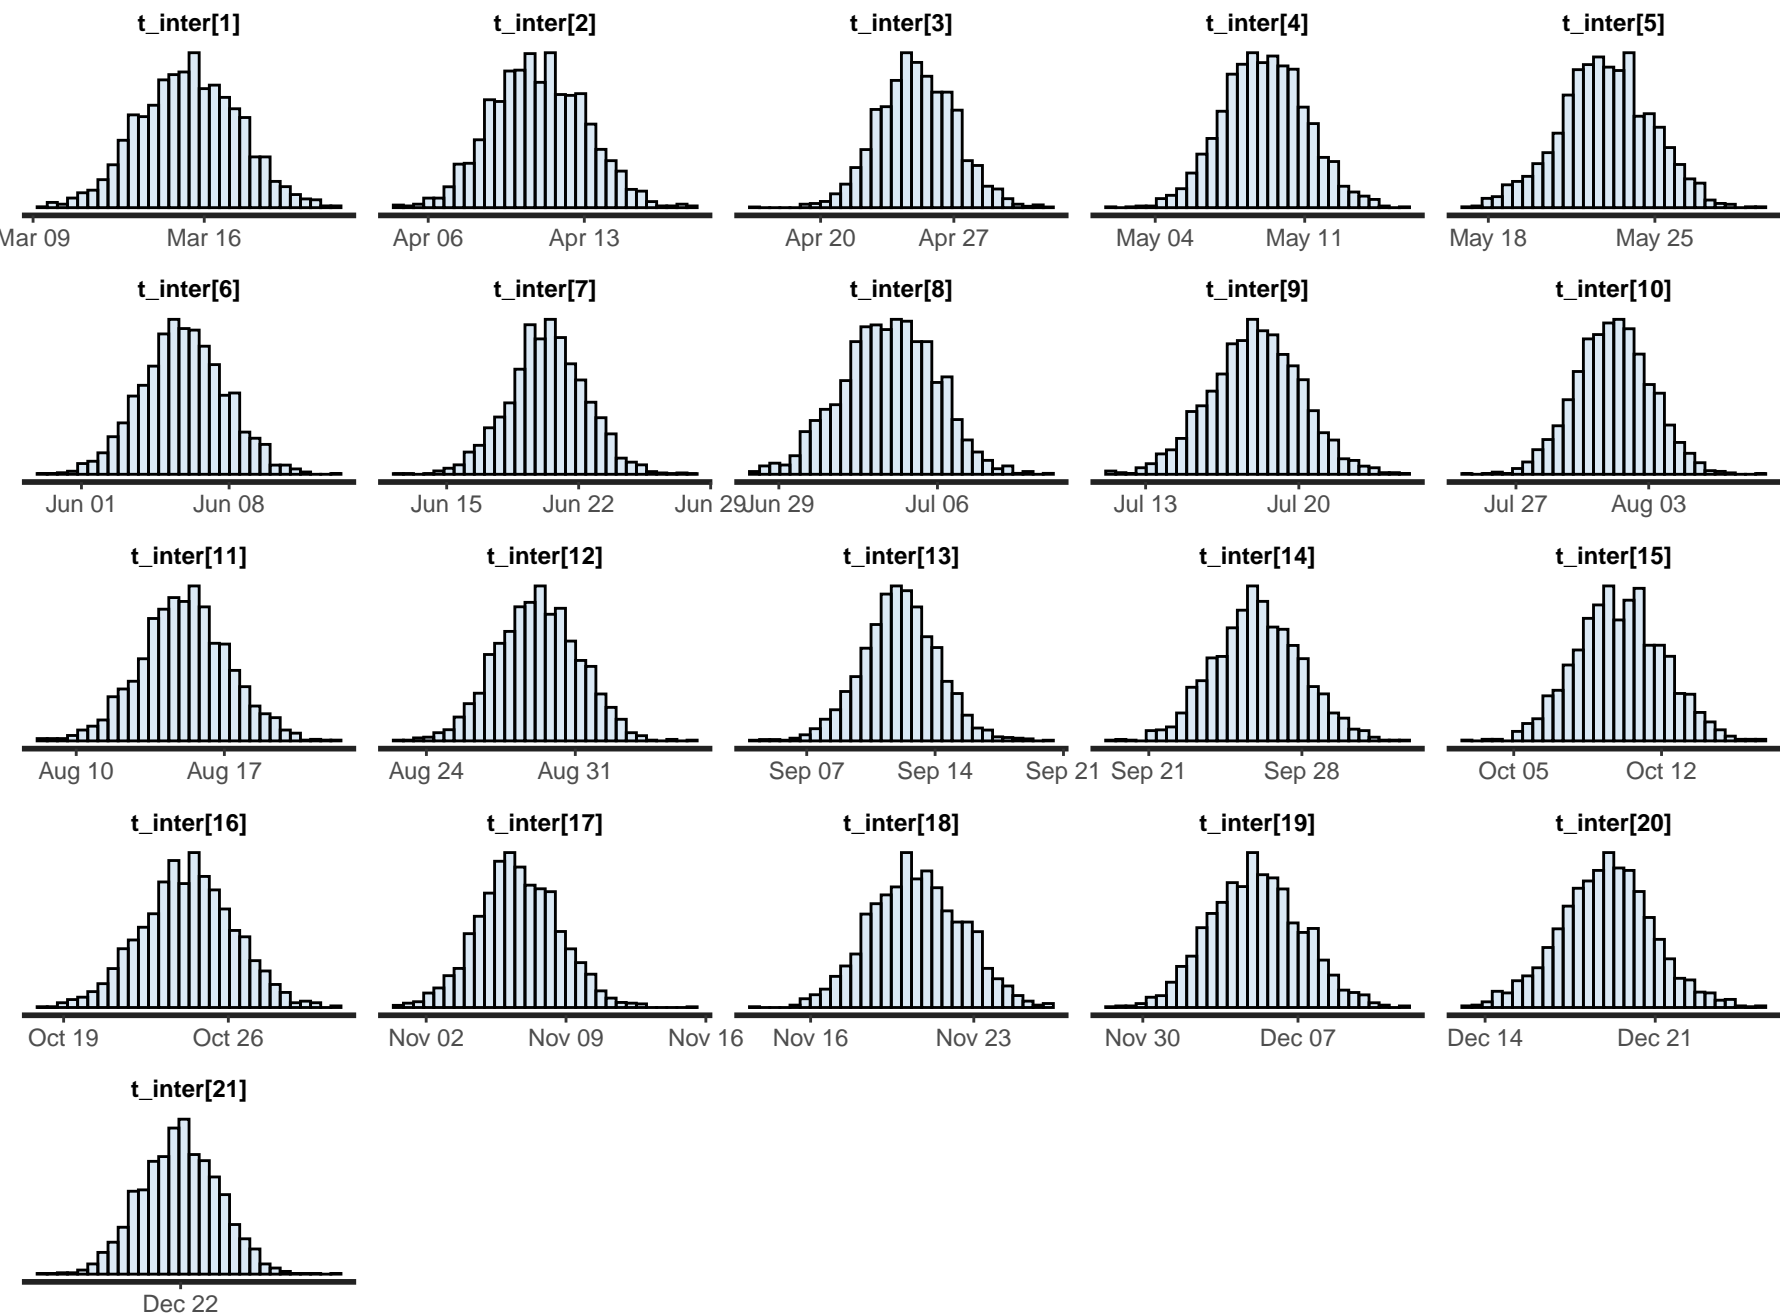 t_inter[1] t_inter[2] t_inter[3] t_inter[4] t_inter[5]
Mar 09 Mar 16 Apr 06 Apr 13 Apr 20 Apr 27 May 04 May 11 May 18 May 25
t_inter[6] t_inter[7] t_inter[8] t_inter[9] t_inter[10]
Jun 01 Jun 08 Jun 15 Jun 22 Jun 29 Jun 29 Jul 06 Jul 13 Jul 20 Jul 27 Aug 03
t_inter[11] t_inter[12] t_inter[13] t_inter[14] t_inter[15]
Aug 10 Aug 17 Aug 24 Aug 31 Sep 07 Sep 14 Sep 21 Sep 21 Sep 28 Oct 05 Oct 12
t_inter[16] t_inter[17] t_inter[18] t_inter[19] t_inter[20]
Oct 19 Oct 26 Nov 02 Nov 09 Nov 16 Nov 16 Nov 23 Nov 30 Dec 07 Dec 14 Dec 21
t_inter[21]
Dec 22